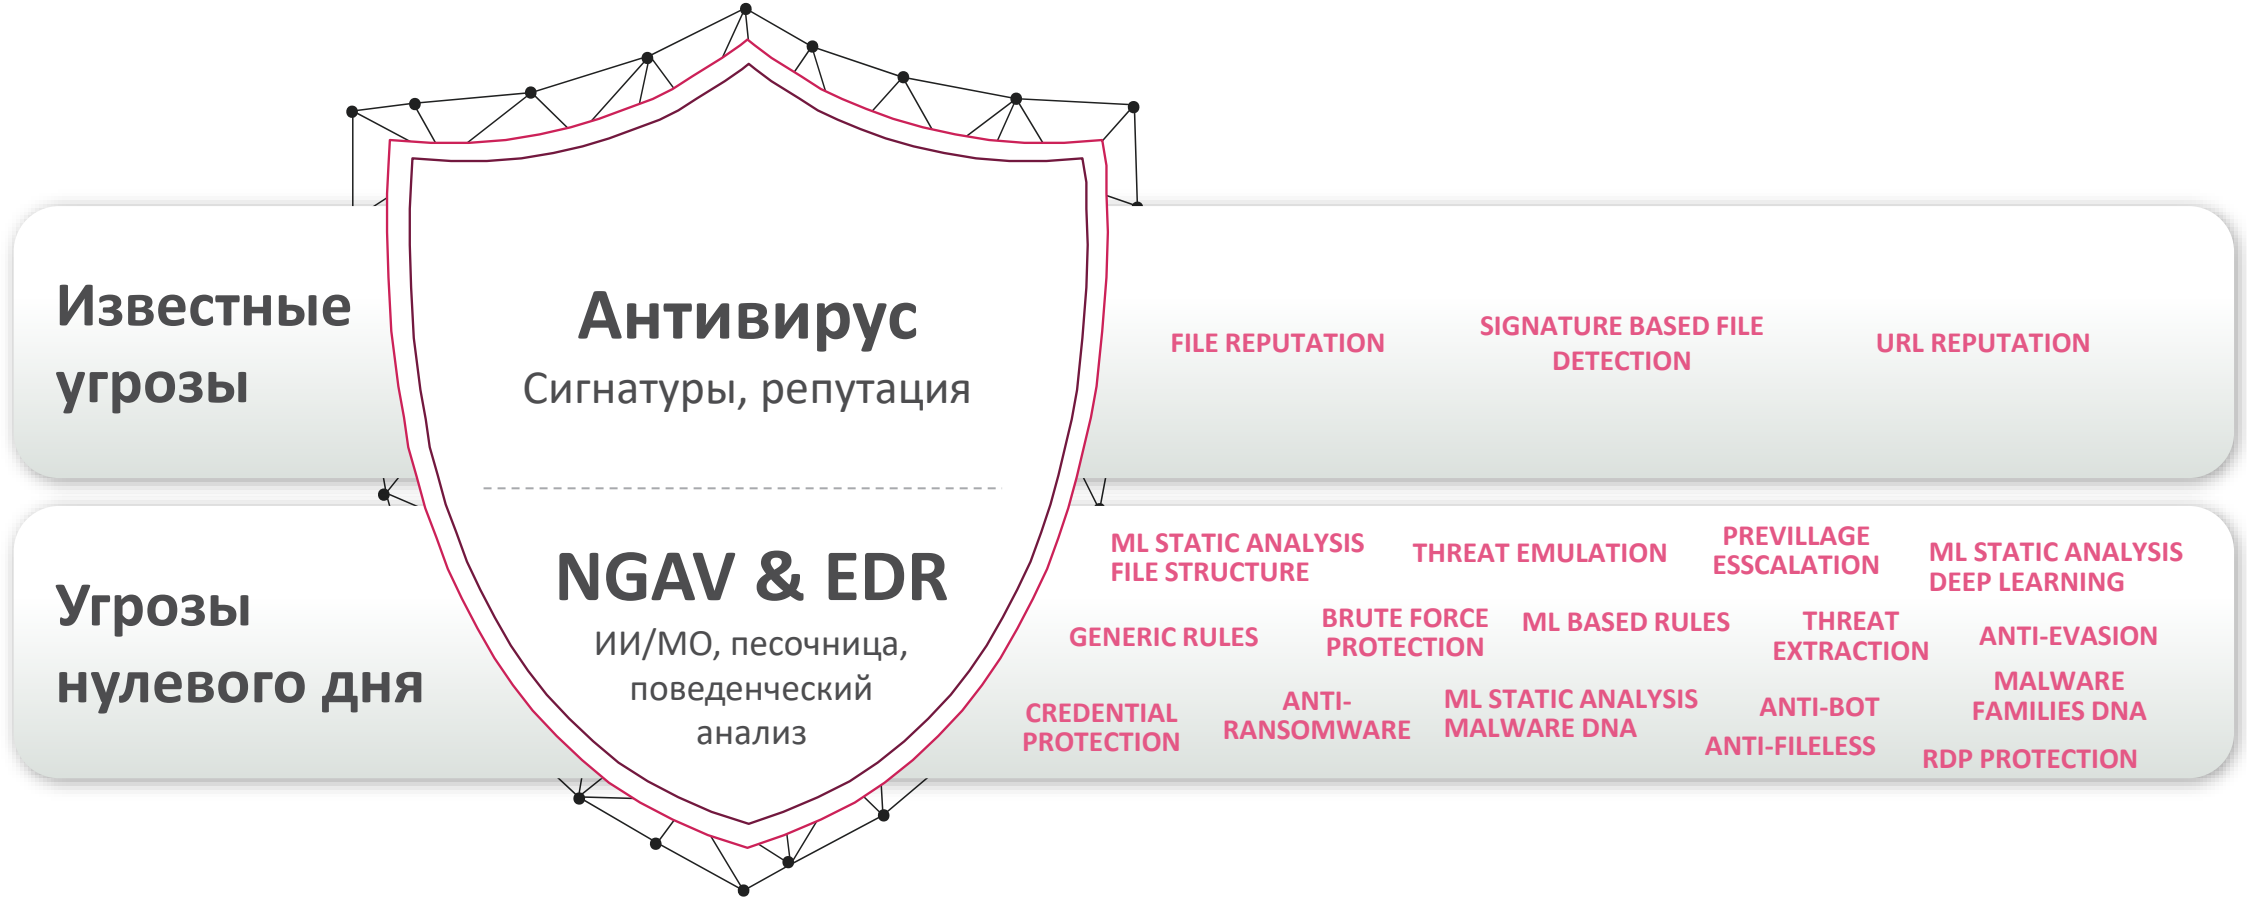 Известные
угрозы
Антивирус
Сигнатуры, репутация
FILE REPUTATION
SIGNATURE BASED FILE
DETECTION
URL REPUTATION
Угрозы
нулевого дня
NGAV & EDR
ИИ/МО, песочница,
поведенческий
анализ
ML STATIC ANALYSIS
FILE STRUCTURE
THREAT EMULATION
PREVILLAGE
ESSCALATION
ML STATIC ANALYSIS
DEEP LEARNING
GENERIC RULES
BRUTE FORCE
PROTECTION
ML BASED RULES
THREAT
EXTRACTION
ANTI-EVASION
CREDENTIAL
PROTECTION
ANTI-
RANSOMWARE
ML STATIC ANALYSIS
MALWARE DNA
ANTI-BOT
MALWARE
FAMILIES DNA
ANTI-FILELESS
RDP PROTECTION